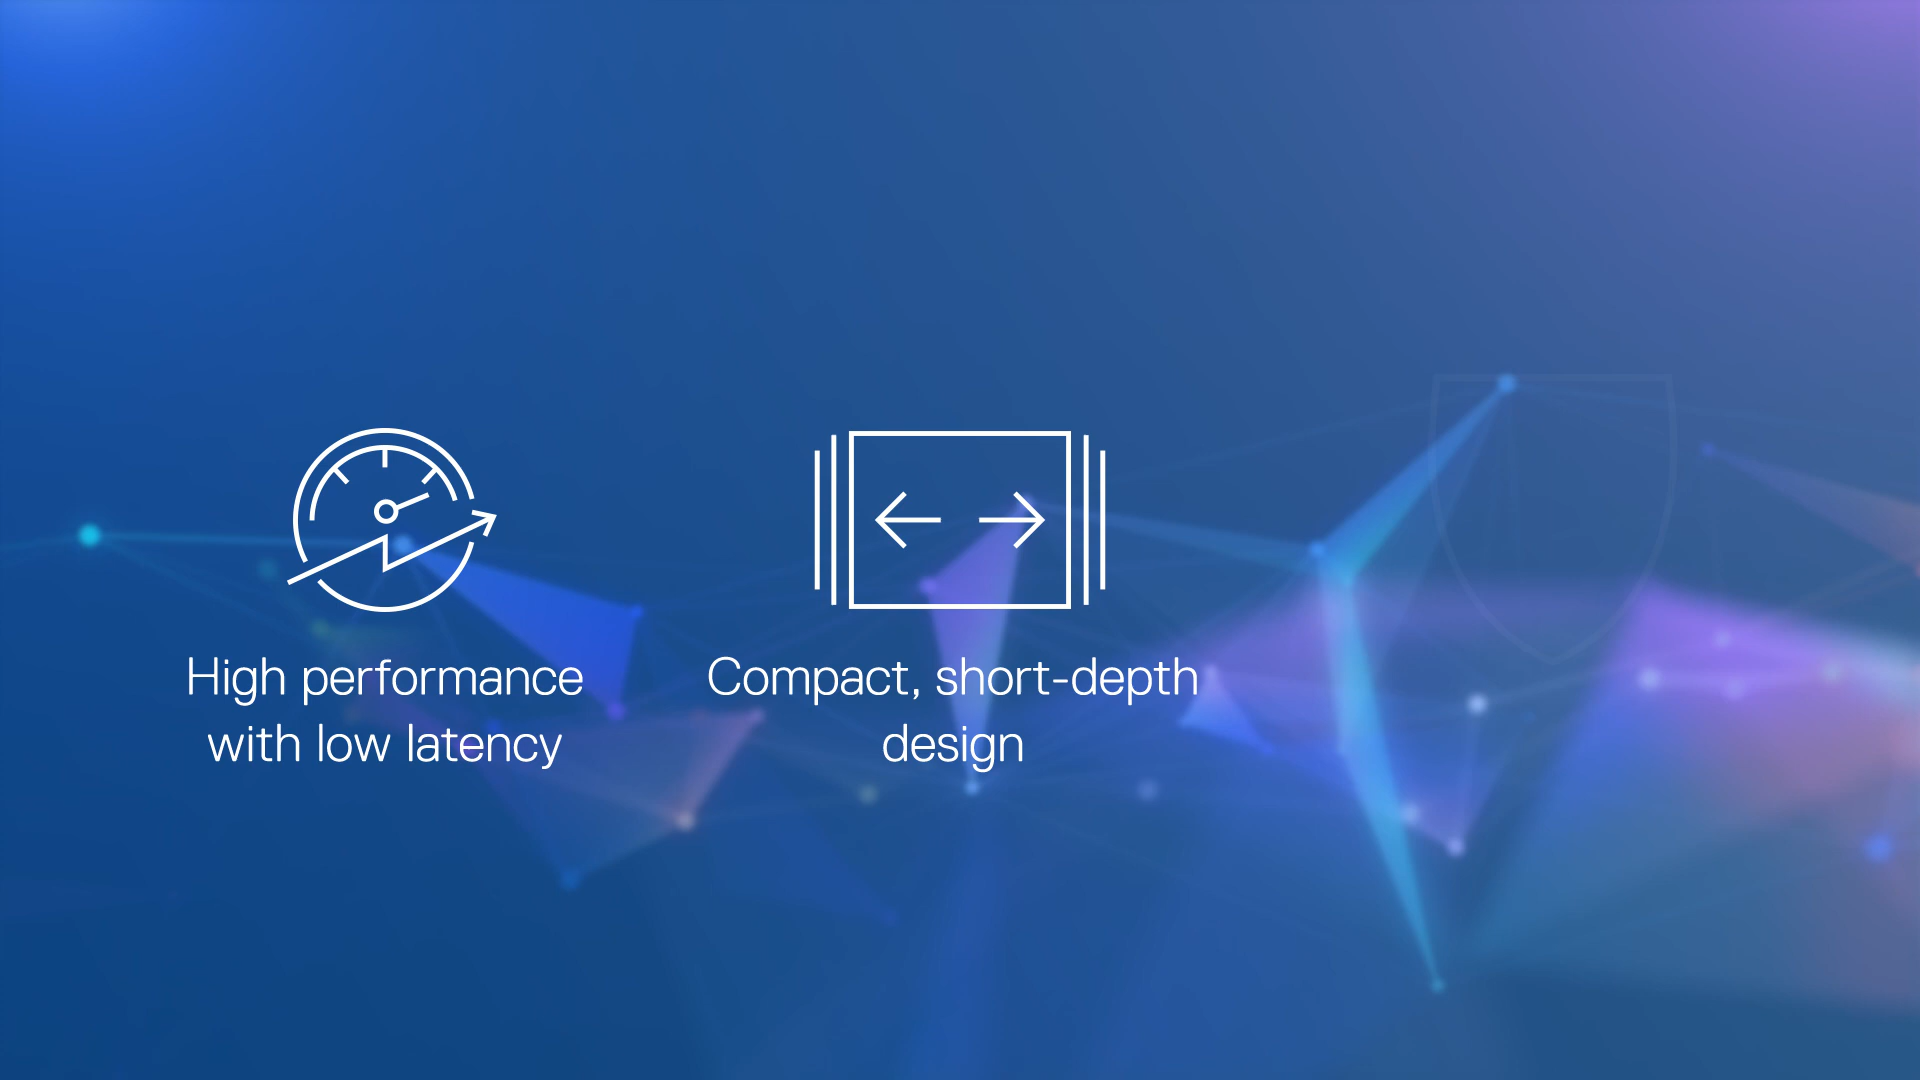 High performance
with low latency
Compact, short-depth
design